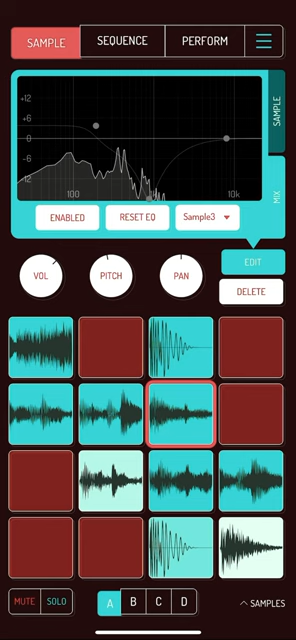 SAMPLE SEQUENCE PERFORM
+12
+6
-0
-6
-12
100 1k 10k
SAMPLE
MIX
ENABLED RESET EQ Sample3
VOL PITCH PAN EDIT
DELETE
MUTE SOLO A B C D SAMPLES